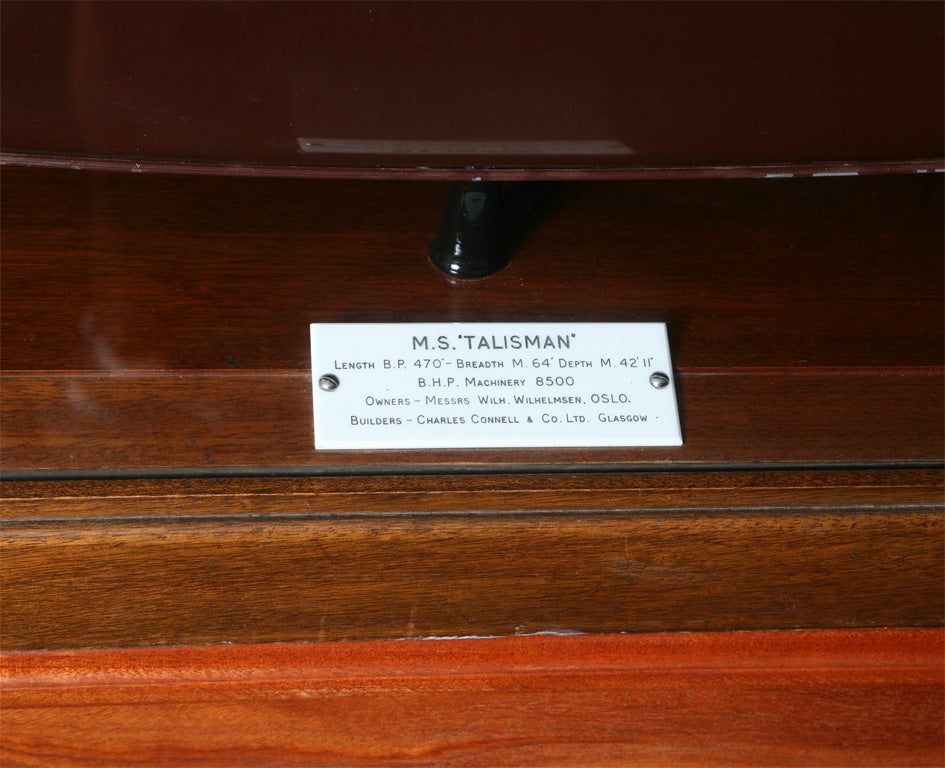 M.S. "TALISMAN"
LENGTH B.P. 470' - BREADTH M. 64' DEPTH M. 42' 11"
B.H.P. MACHINERY 8500
OWNERS - MESSRS WILH. WILHELMSEN, OSLO.
BUILDERS - CHARLES CONNELL & CO. LTD. GLASGOW